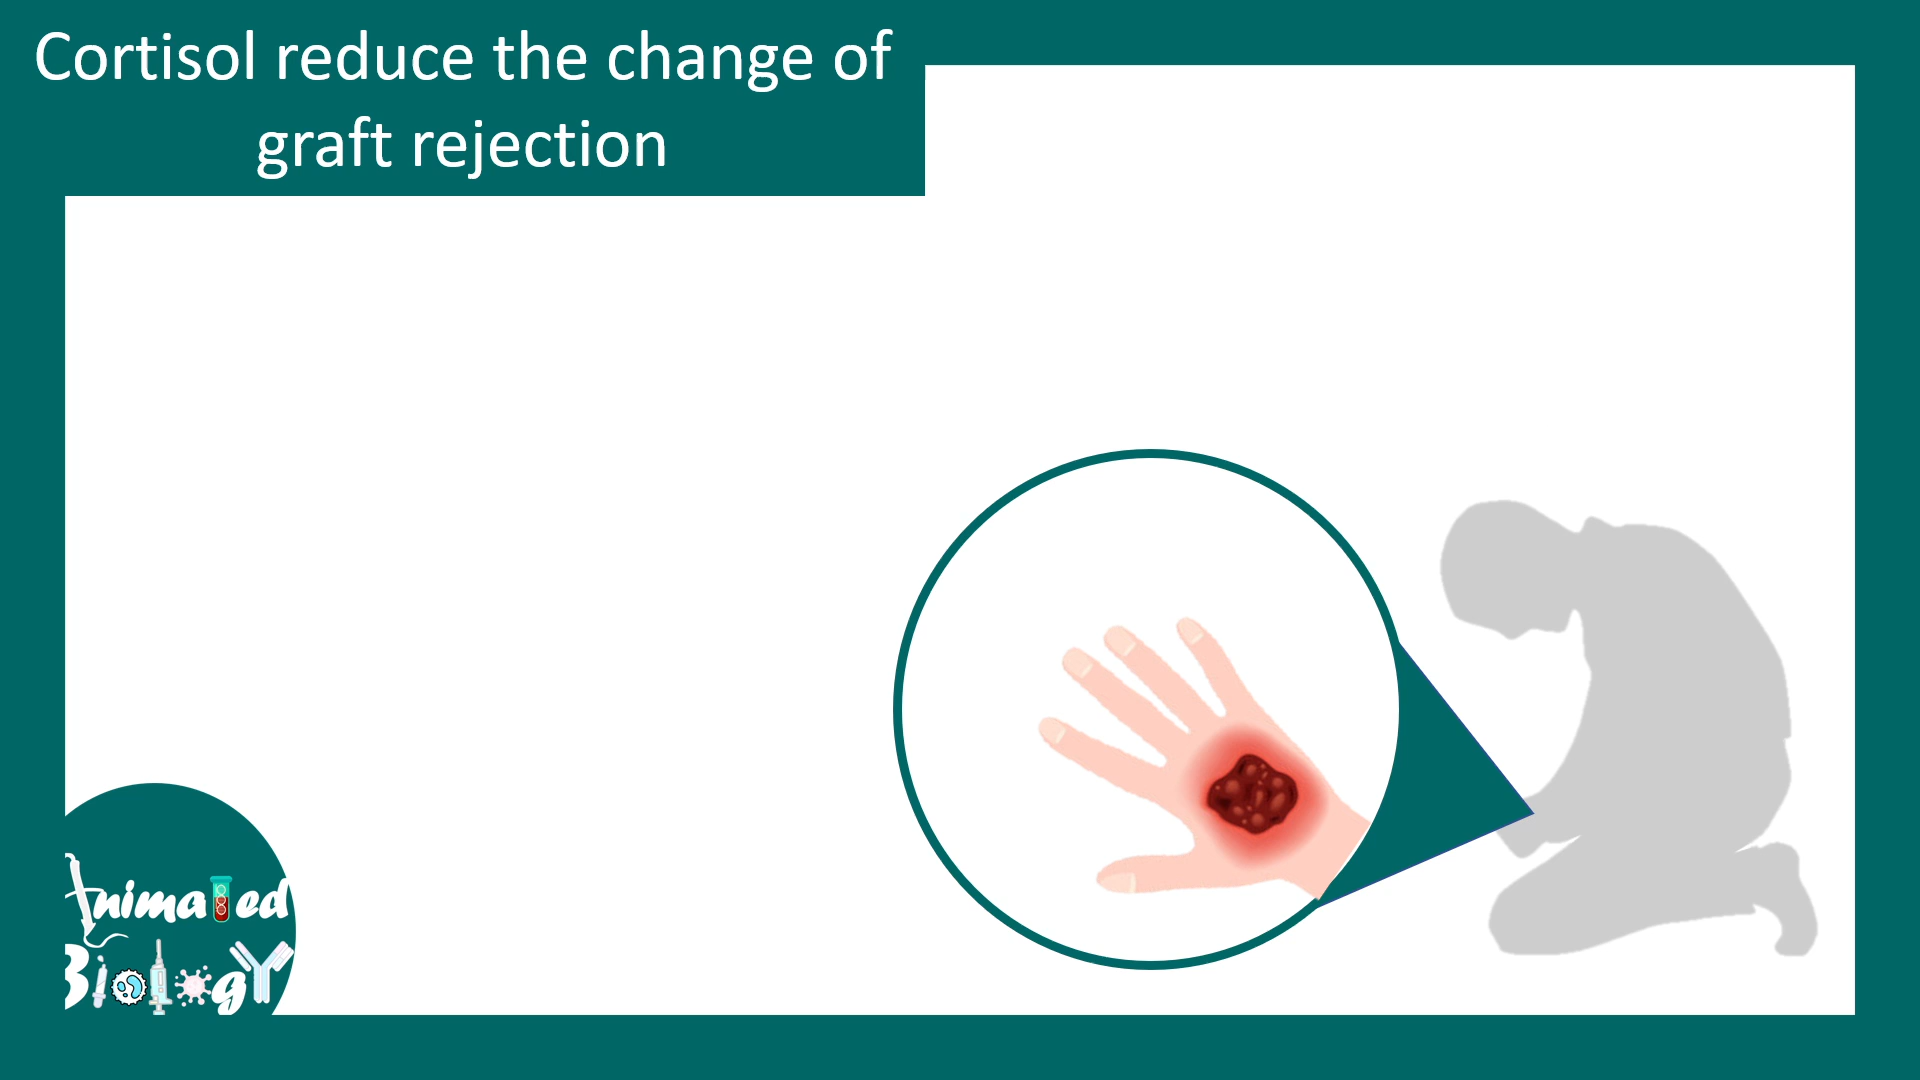 Cortisol reduce the change of
graft rejection
Animated
Biology